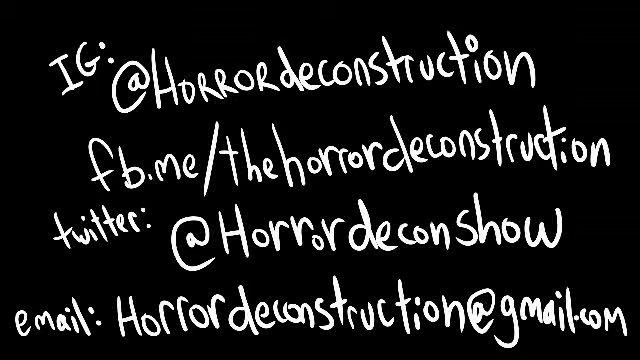 IG: @Horrordeconstruction
fb.me/thehorrordeconstruction
twitter: @Horrordeconshow
email: Horrordeconstruction@gmail.com